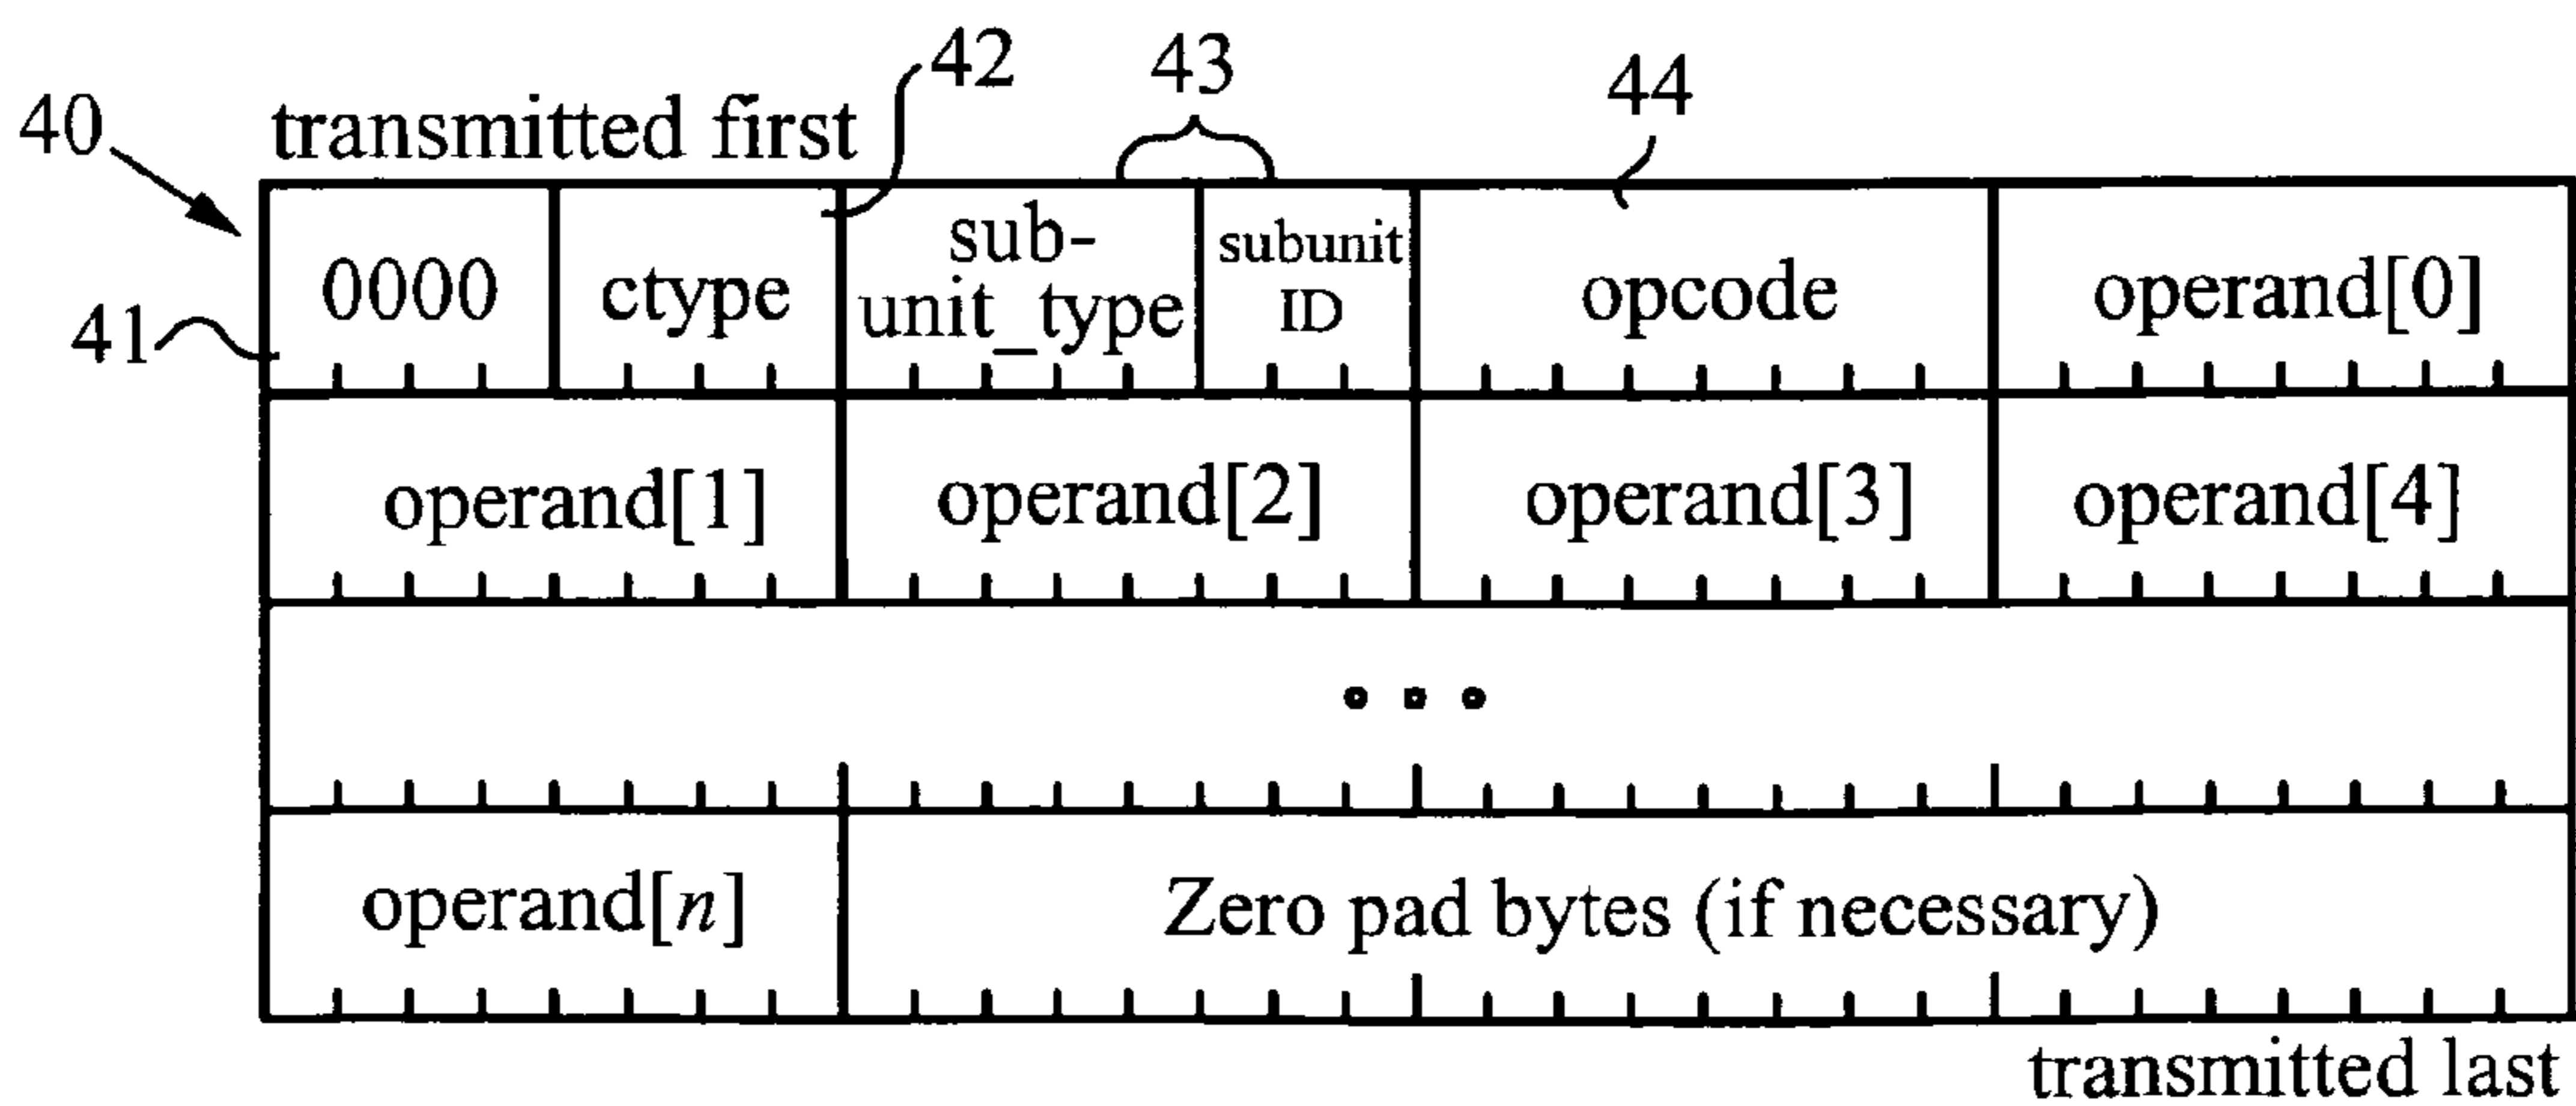 40
transmitted first
42
43
44
41
0000
ctype
sub-
unit_type
subunit
ID
opcode
operand[0]
operand[1]
operand[2]
operand[3]
operand[4]
operand[n]
Zero pad bytes (if necessary)
transmitted last